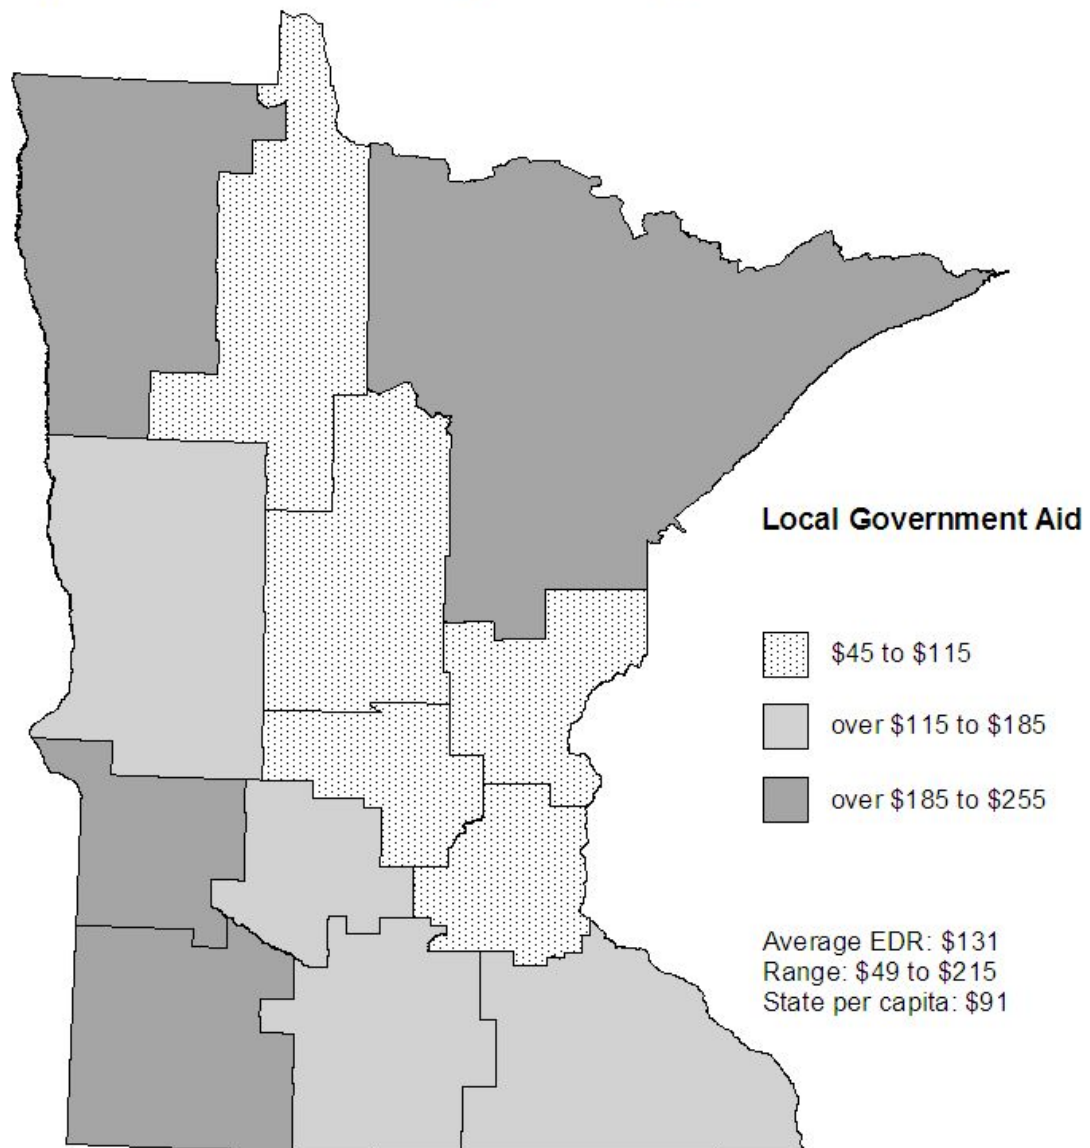 Local Government Aid
$45 to $115
over $115 to $185
over $185 to $255
Average EDR: $131
Range: $49 to $215
State per capita: $91